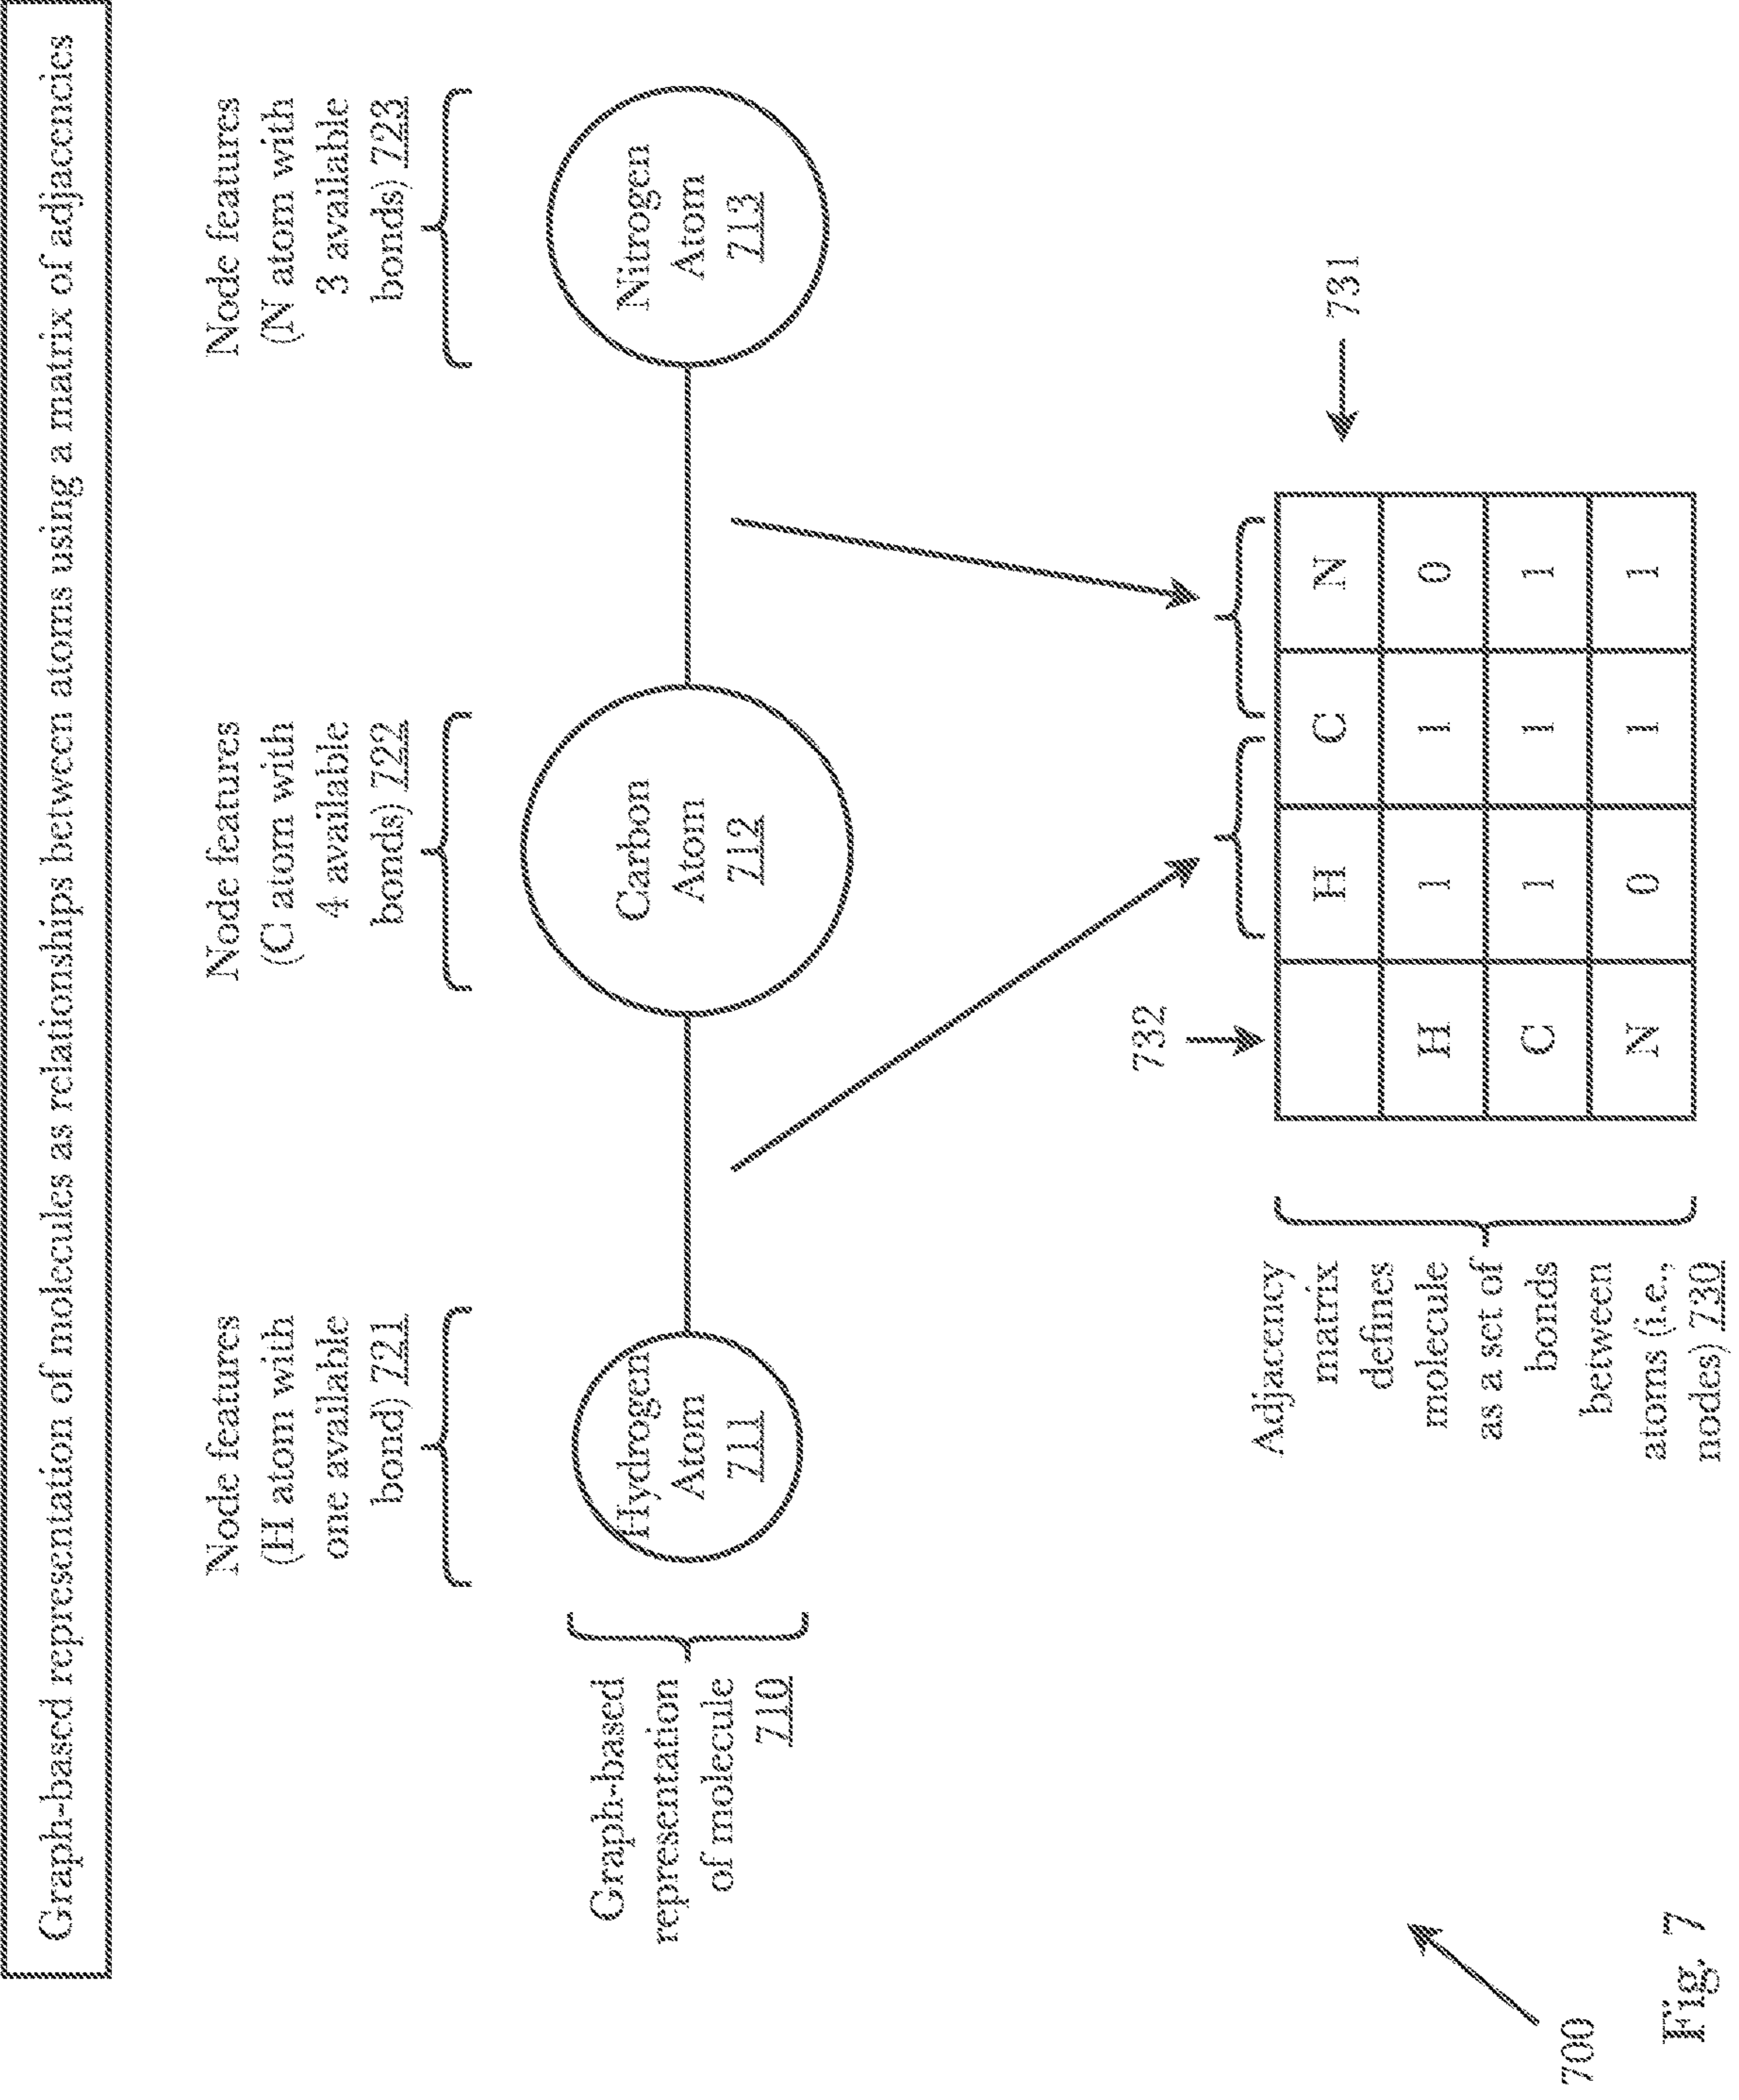 Graph-based representation of molecules as relationships between atoms using a matrix of adjacencies
Node features
(H atom with
one available
bond) 721
Node features
(C atom with
4 available
bonds) 722
Node features
(N atom with
3 available
bonds) 723
Graph-based
representation
of molecule
710
Hydrogen
Atom
711
Carbon
Atom
712
Nitrogen
Atom
713
732
731
Adjacency
matrix
defines
molecule
as a set of
bonds
between
atoms (i.e.,
nodes) 730
H C N
H 1 1 0
C 1 1 1
N 0 1 1
700
Fig. 7